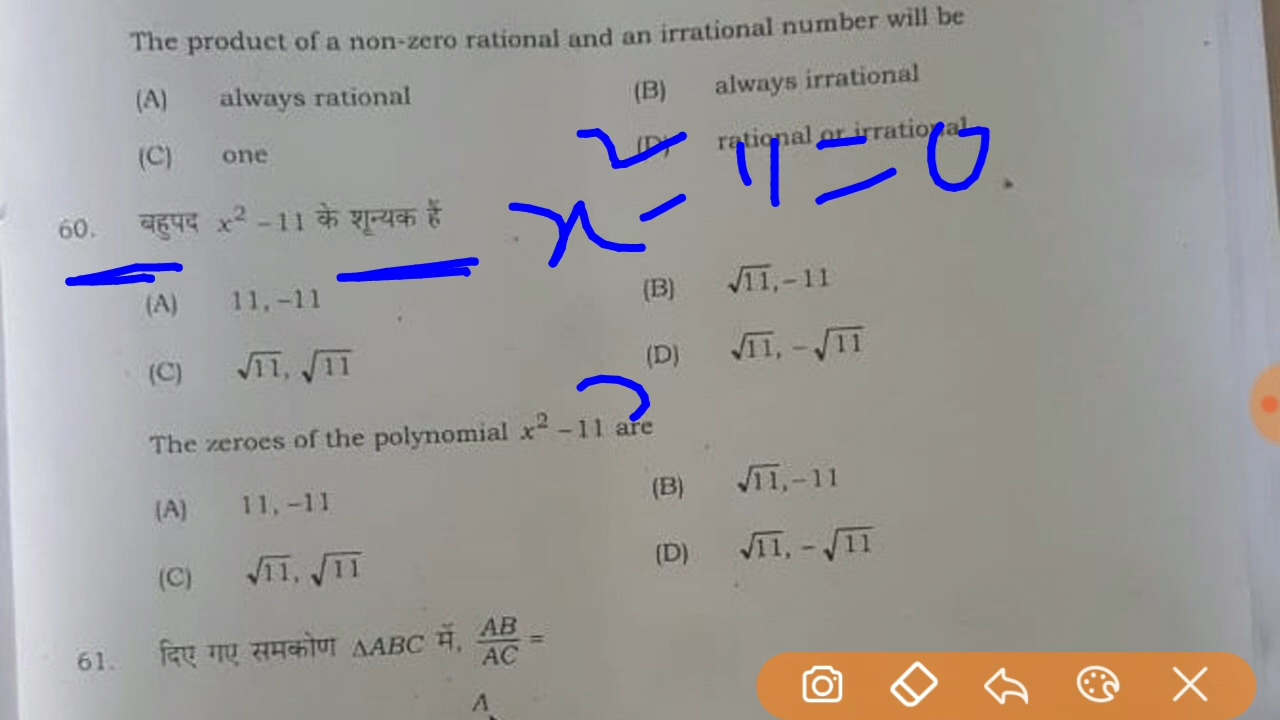 The product of a non-zero rational and an irrational number will be
(A) always rational (B) always irrational
(C) one (D) rational or irrational
x² - 11 = 0
60. बहुपद x² - 11 के शून्यक हैं
(A) 11, -11 (B) √11, -11
(C) √11, √11 (D) √11, -√11
The zeroes of the polynomial x² - 11 are
(A) 11, -11 (B) √11, -11
(C) √11, √11 (D) √11, -√11
61. दिए गए समकोण ΔABC में, AB/AC =
A